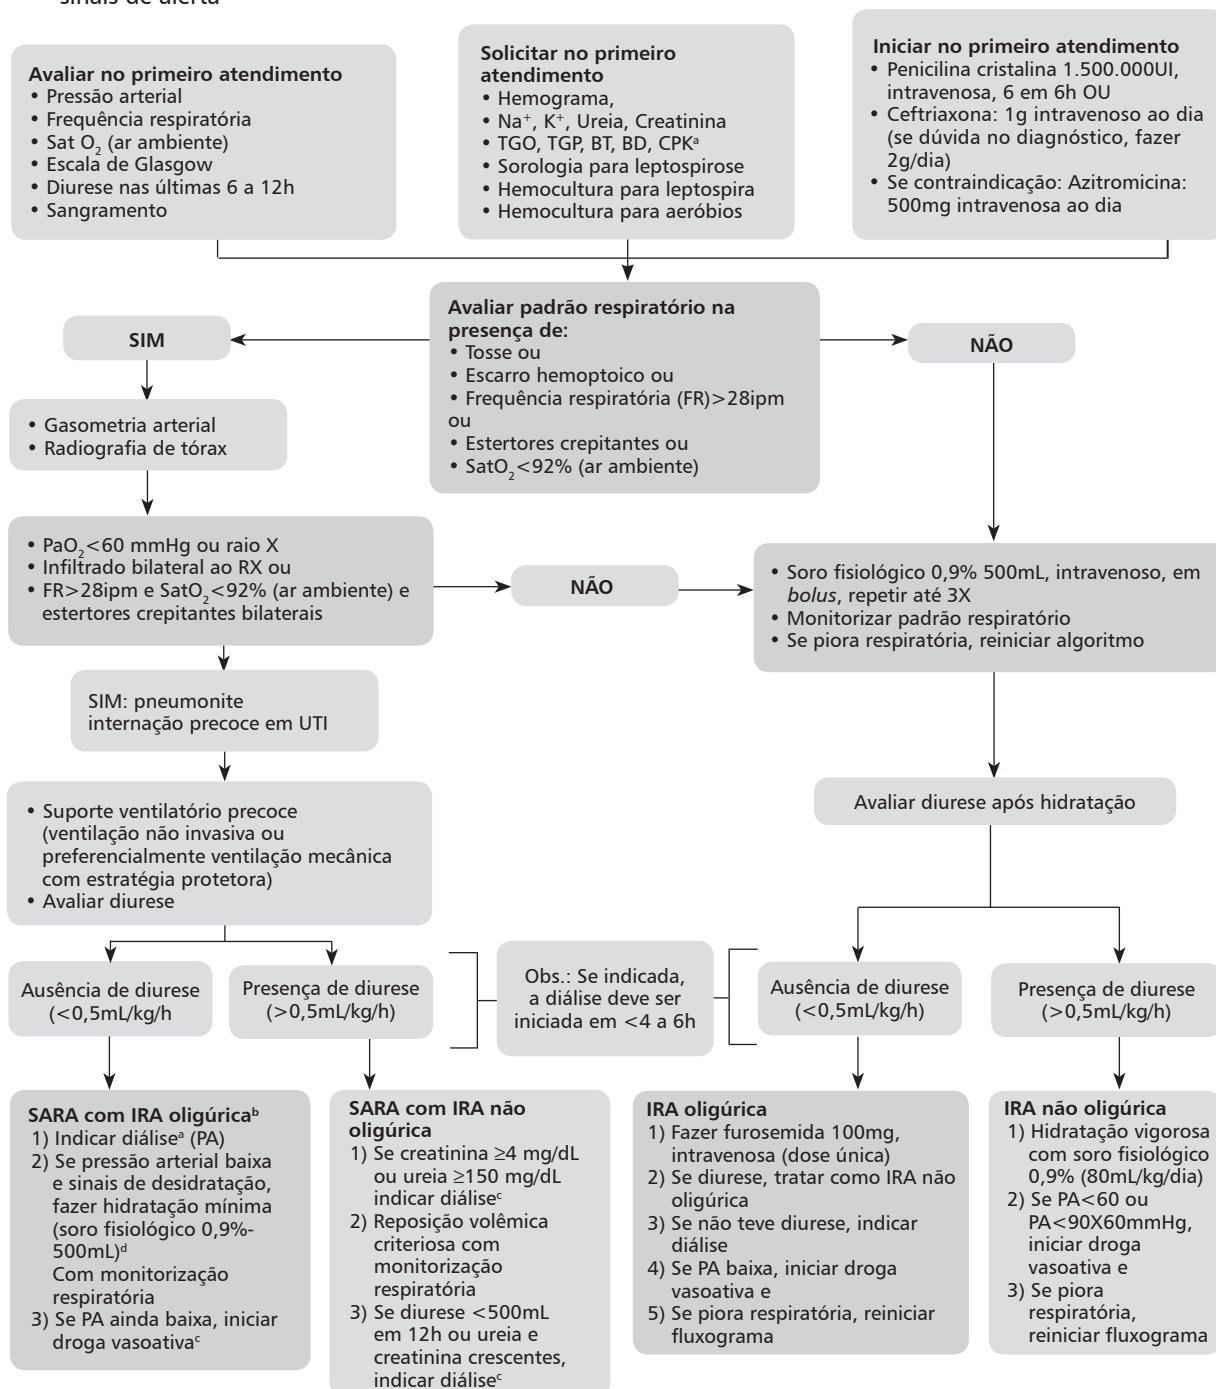 sinais de alerta
Avaliar no primeiro atendimento
• Pressão arterial
• Frequência respiratória
• Sat O₂ (ar ambiente)
• Escala de Glasgow
• Diurese nas últimas 6 a 12h
• Sangramento
Solicitar no primeiro
atendimento
• Hemograma,
• Na⁺, K⁺, Ureia, Creatinina
• TGO, TGP, BT, BD, CPKᵃ
• Sorologia para leptospirose
• Hemocultura para leptospira
• Hemocultura para aeróbios
Iniciar no primeiro atendimento
• Penicilina cristalina 1.500.000UI,
intravenosa, 6 em 6h OU
• Ceftriaxona: 1g intravenoso ao dia
(se dúvida no diagnóstico, fazer
2g/dia)
• Se contraindicação: Azitromicina:
500mg intravenosa ao dia
Avaliar padrão respiratório na
presença de:
• Tosse ou
• Escarro hemoptoico ou
• Frequência respiratória (FR)>28ipm
ou
• Estertores crepitantes ou
• SatO₂<92% (ar ambiente)
SIM
NÃO
• Gasometria arterial
• Radiografia de tórax
• PaO₂<60 mmHg ou raio X
• Infiltrado bilateral ao RX ou
• FR>28ipm e SatO₂<92% (ar ambiente) e
estertores crepitantes bilaterais
NÃO
• Soro fisiológico 0,9% 500mL, intravenoso, em
bolus, repetir até 3X
• Monitorizar padrão respiratório
• Se piora respiratória, reiniciar algoritmo
SIM: pneumonite
internação precoce em UTI
• Suporte ventilatório precoce
(ventilação não invasiva ou
preferencialmente ventilação mecânica
com estratégia protetora)
• Avaliar diurese
Avaliar diurese após hidratação
Ausência de diurese
(<0,5mL/kg/h
Presença de diurese
(>0,5mL/kg/h)
Obs.: Se indicada,
a diálise deve ser
iniciada em <4 a 6h
Ausência de diurese
(<0,5mL/kg/h)
Presença de diurese
(>0,5mL/kg/h)
SARA com IRA oligúricaᵇ
1) Indicar diáliseᵃ (PA)
2) Se pressão arterial baixa
e sinais de desidratação,
fazer hidratação mínima
(soro fisiológico 0,9%-
500mL)ᵈ
Com monitorização
respiratória
3) Se PA ainda baixa, iniciar
droga vasoativaᶜ
SARA com IRA não
oligúrica
1) Se creatinina ≥4 mg/dL
ou ureia ≥150 mg/dL
indicar diáliseᶜ
2) Reposição volêmica
criteriosa com
monitorização
respiratória
3) Se diurese <500mL
em 12h ou ureia e
creatinina crescentes,
indicar diáliseᶜ
IRA oligúrica
1) Fazer furosemida 100mg,
intravenosa (dose única)
2) Se diurese, tratar como IRA não
oligúrica
3) Se não teve diurese, indicar
diálise
4) Se PA baixa, iniciar droga
vasoativa e
5) Se piora respiratória, reiniciar
fluxograma
IRA não oligúrica
1) Hidratação vigorosa
com soro fisiológico
0,9% (80mL/kg/dia)
2) Se PA<60 ou
PA<90X60mmHg,
iniciar droga
vasoativa e
3) Se piora
respiratória,
reiniciar fluxograma